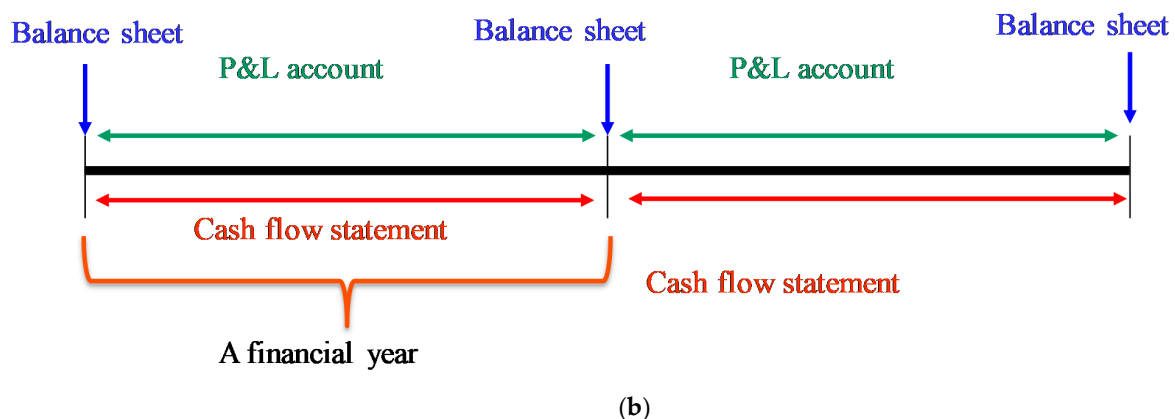 Balance sheet
Balance sheet
Balance sheet
P&L account
P&L account
Cash flow statement
Cash flow statement
A financial year
(b)